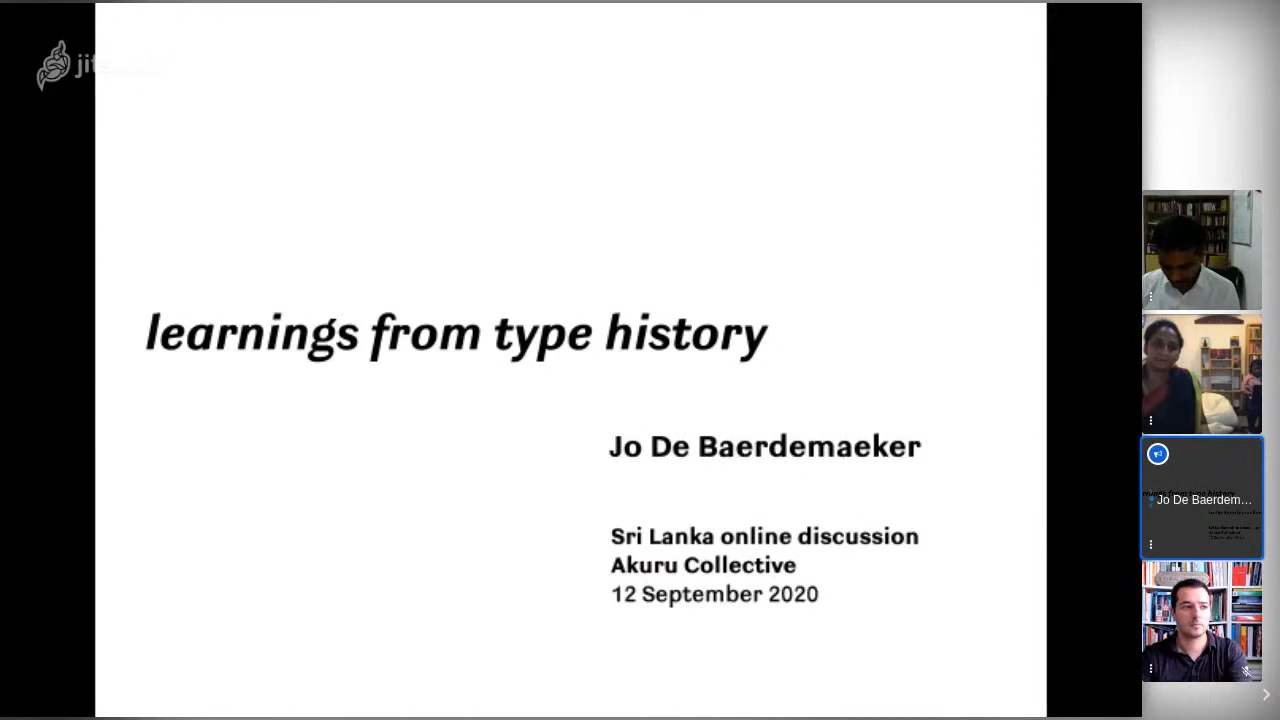 learnings from type history
Jo De Baerdemaeker
Sri Lanka online discussion
Akuru Collective
12 September 2020
Jo De Baerdem...